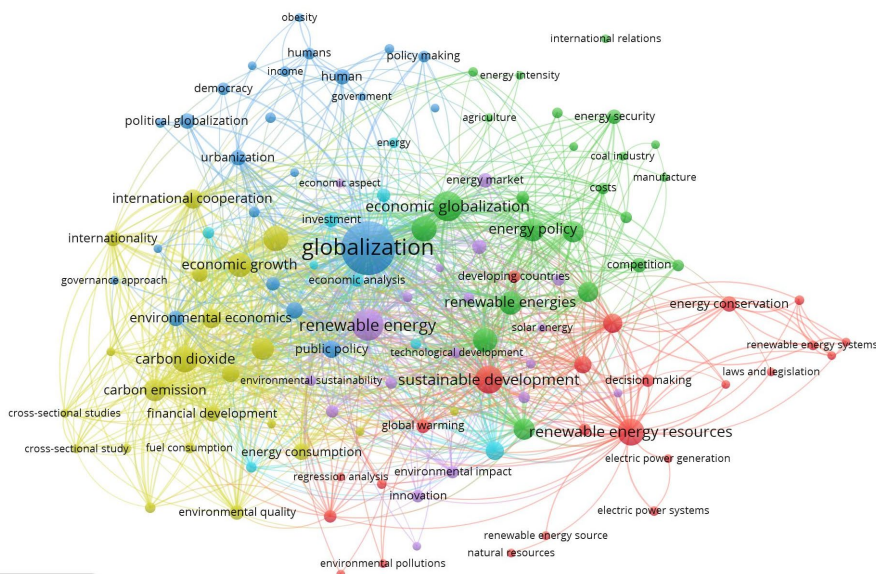 obesity
international relations
humans
policy making
income
human
energy intensity
democracy
government
political globalization
agriculture
energy security
energy
urbanization
coal industry
economic aspect
energy market
manufacture
costs
international cooperation
economic globalization
investment
energy policy
internationality
globalization
economic growth
competition
governance approach
economic analysis
developing countries
renewable energies
energy conservation
environmental economics
renewable energy
solar energy
public policy
technological development
renewable energy systems
carbon dioxide
laws and legislation
environmental sustainability
sustainable development
decision making
carbon emission
cross-sectional studies
financial development
global warming
renewable energy resources
cross-sectional study
fuel consumption
energy consumption
electric power generation
environmental impact
regression analysis
innovation
environmental quality
electric power systems
renewable energy source
natural resources
environmental pollutions